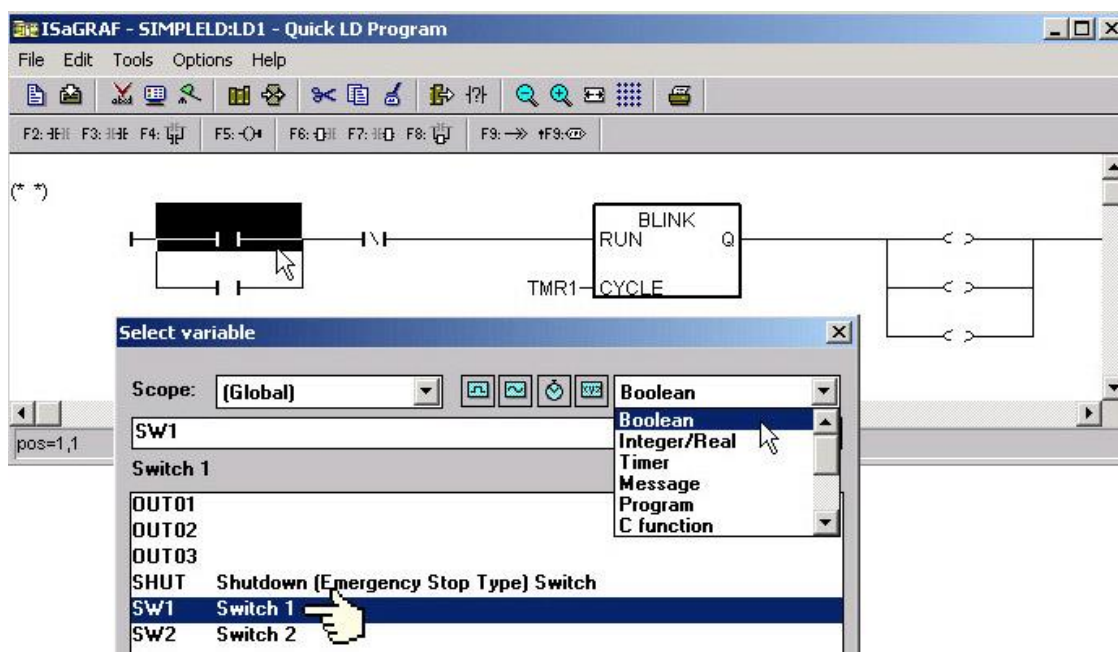 ISaGRAF - SIMPLELD:LD1 - Quick LD Program
File Edit Tools Options Help
F2: F3: F4: F5: F6: F7: F8: F9: ↑F9:
(* *)
BLINK
RUN Q
TMR1 CYCLE
Select variable
Scope: (Global) Boolean
Boolean
SW1 Integer/Real
pos=1,1
Timer
Switch 1
Message
OUT01 Program
OUT02 C function
OUT03
SHUT Shutdown (Emergency Stop Type) Switch
SW1 Switch 1
SW2 Switch 2